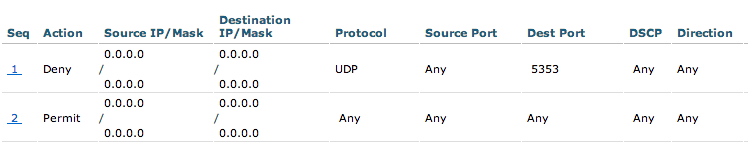 Seq Action Source IP/Mask Destination IP/Mask Protocol Source Port Dest Port DSCP Direction
1 Deny 0.0.0.0 / 0.0.0.0 0.0.0.0 / 0.0.0.0 UDP Any 5353 Any Any
2 Permit 0.0.0.0 / 0.0.0.0 0.0.0.0 / 0.0.0.0 Any Any Any Any Any